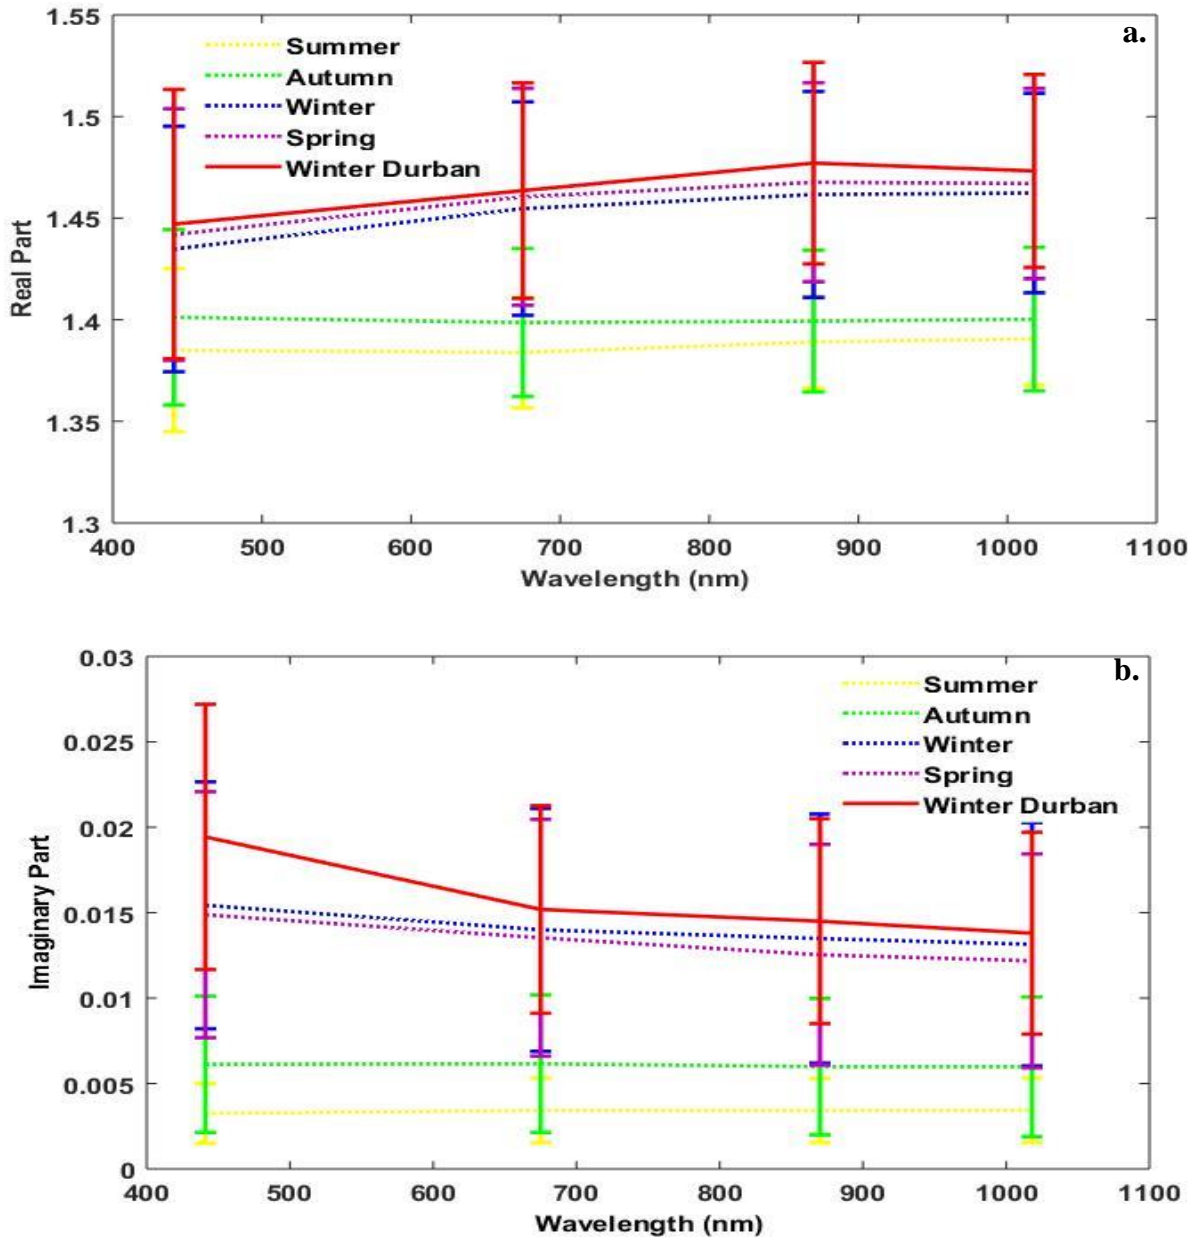 a.
1.55
1.5
1.45
1.4
1.35
1.3
Real Part
Summer
Autumn
Winter
Spring
Winter Durban
400 500 600 700 800 900 1000 1100
Wavelength (nm)
b.
0.03
0.025
0.02
0.015
0.01
0.005
0
Imaginary Part
Summer
Autumn
Winter
Spring
Winter Durban
400 500 600 700 800 900 1000 1100
Wavelength (nm)